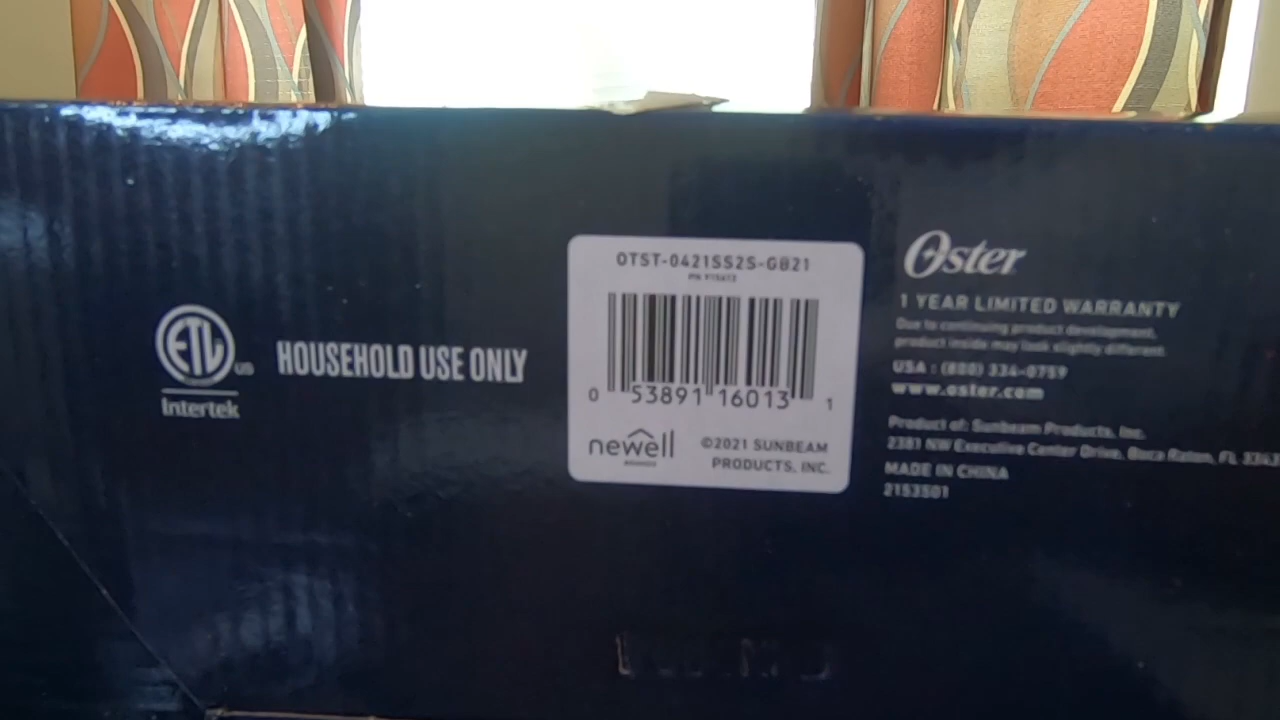 ETL
US
Intertek
HOUSEHOLD USE ONLY
OTST-0421SS2S-GB21
PN
0 53891 16013 1
newell
BRANDS
©2021 SUNBEAM
PRODUCTS, INC.
Oster
1 YEAR LIMITED WARRANTY
Due to continuing product development,
product inside may look slightly different.
USA : (800) 334-0759
www.oster.com
Product of: Sunbeam Products, Inc.
2381 NW Executive Center Drive, Boca Raton, FL
MADE IN CHINA
2153501